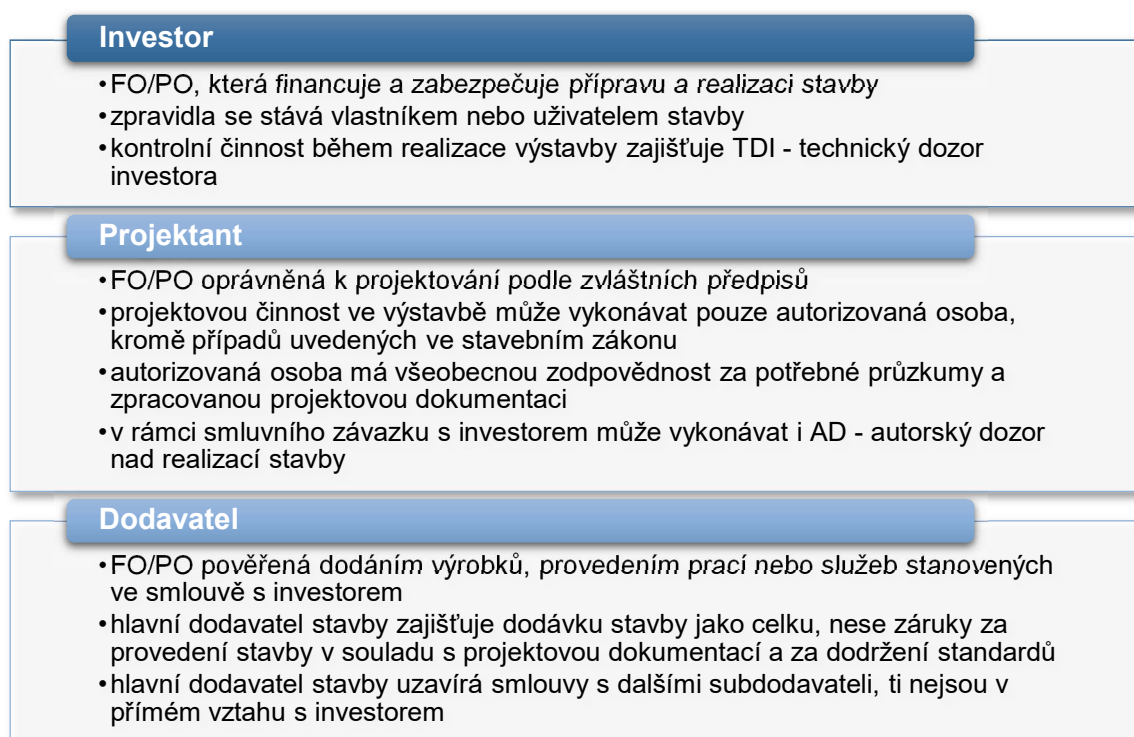 Investor
•FO/PO, která financuje a zabezpečuje přípravu a realizaci stavby
•zpravidla se stává vlastníkem nebo uživatelem stavby
•kontrolní činnost během realizace výstavby zajišťuje TDI - technický dozor
investora
Projektant
•FO/PO oprávněná k projektování podle zvláštních předpisů
•projektovou činnost ve výstavbě může vykonávat pouze autorizovaná osoba,
kromě případů uvedených ve stavebním zákonu
•autorizovaná osoba má všeobecnou zodpovědnost za potřebné průzkumy a
zpracovanou projektovou dokumentaci
•v rámci smluvního závazku s investorem může vykonávat i AD - autorský dozor
nad realizací stavby
Dodavatel
•FO/PO pověřená dodáním výrobků, provedením prací nebo služeb stanovených
ve smlouvě s investorem
•hlavní dodavatel stavby zajišťuje dodávku stavby jako celku, nese záruky za
provedení stavby v souladu s projektovou dokumentací a za dodržení standardů
•hlavní dodavatel stavby uzavírá smlouvy s dalšími subdodavateli, ti nejsou v
přímém vztahu s investorem